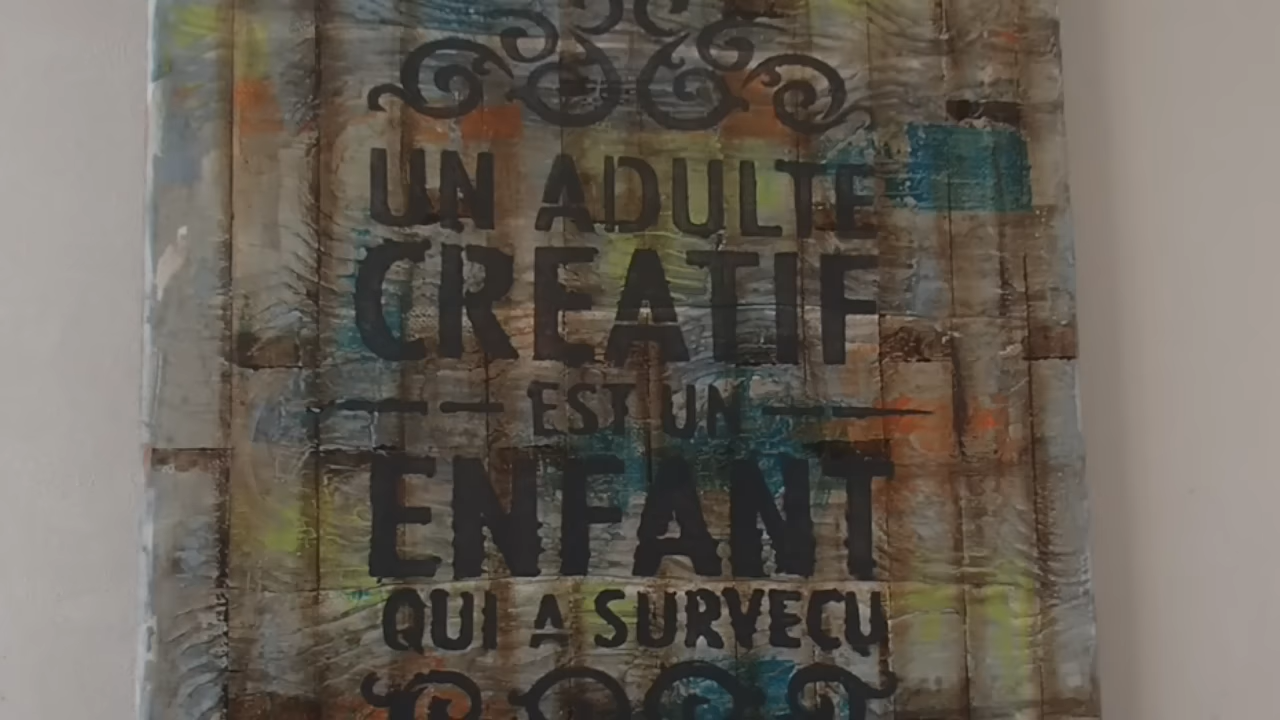 UN ADULTE
CREATIF
EST UN
ENFANT
QUI A SURVECU